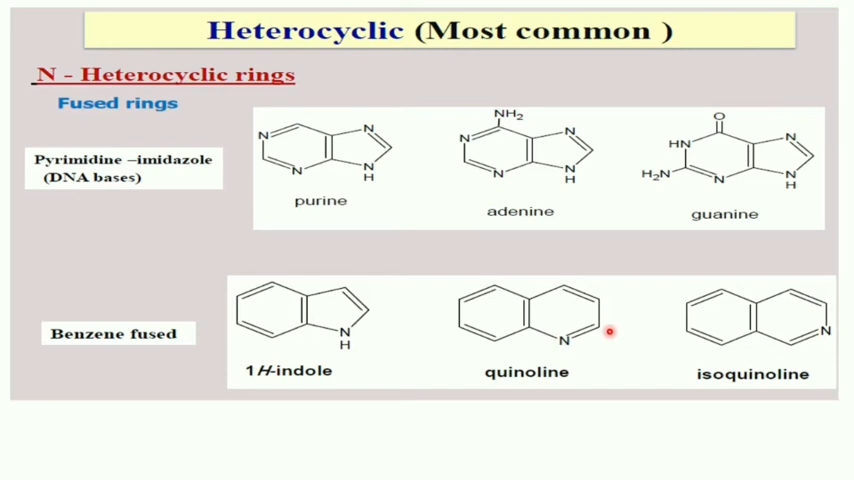 Heterocyclic (Most common )
N - Heterocyclic rings
Fused rings
Pyrimidine –imidazole
(DNA bases)
N
N
N
N
H
purine
NH2
N
N
N
N
H
adenine
O
HN
H2N
N
N
N
H
guanine
Benzene fused
N
H
1H-indole
N
quinoline
N
isoquinoline